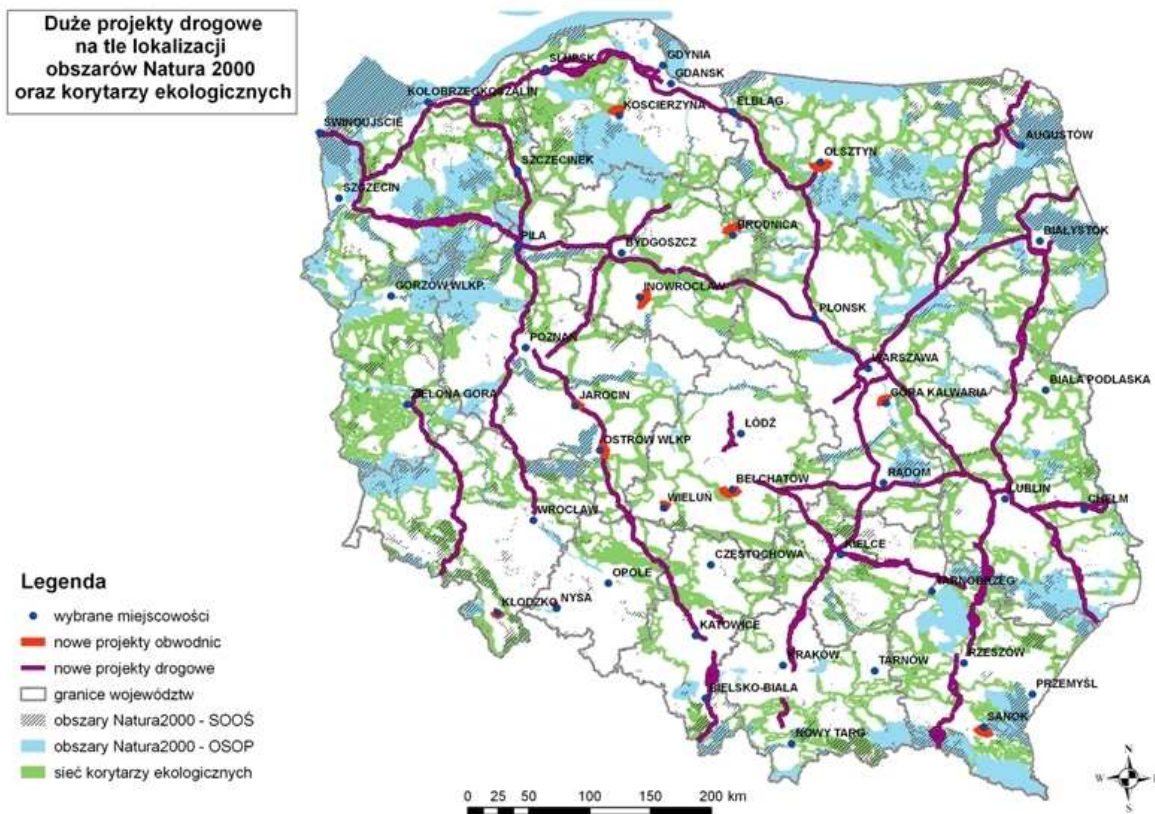 Duże projekty drogowe
na tle lokalizacji
obszarów Natura 2000
oraz korytarzy ekologicznych
GDYNIA
SŁUPSK
GDAŃSK
KOŁOBRZEG
KOSZALIN
KOSCIERZYNA
ELBLĄG
ŚWINOUJSCIE
AUGUSTÓW
OLSZTYN
SZCZECINEK
SZCZECIN
BRODNICA
PIŁA
BYDGOSZCZ
BIAŁYSTOK
GORZÓW WLKP.
INOWROCŁAW
PŁONSK
POZNAŃ
WARSZAWA
BIAŁA PODLASKA
ZIELONA GÓRA
JAROCIN
GÓRA KALWARIA
ŁÓDŹ
OSTRÓW WLKP
BEŁCHATÓW
RADOM
LUBLIN
WIELUŃ
CHEŁM
WROCŁAW
KIELCE
CZĘSTOCHOWA
OPOLE
TARNOBRZEG
KŁODZKO
NYSA
KATOWICE
KRAKÓW
TARNÓW
RZESZÓW
BIELSKO-BIAŁA
PRZEMYŚL
SANOK
NOWY TARG
Legenda
wybrane miejscowości
nowe projekty obwodnic
nowe projekty drogowe
granice województw
obszary Natura2000 - SOOŚ
obszary Natura2000 - OSOP
sieć korytarzy ekologicznych
0 25 50 100 150 200 km
N
W E
S